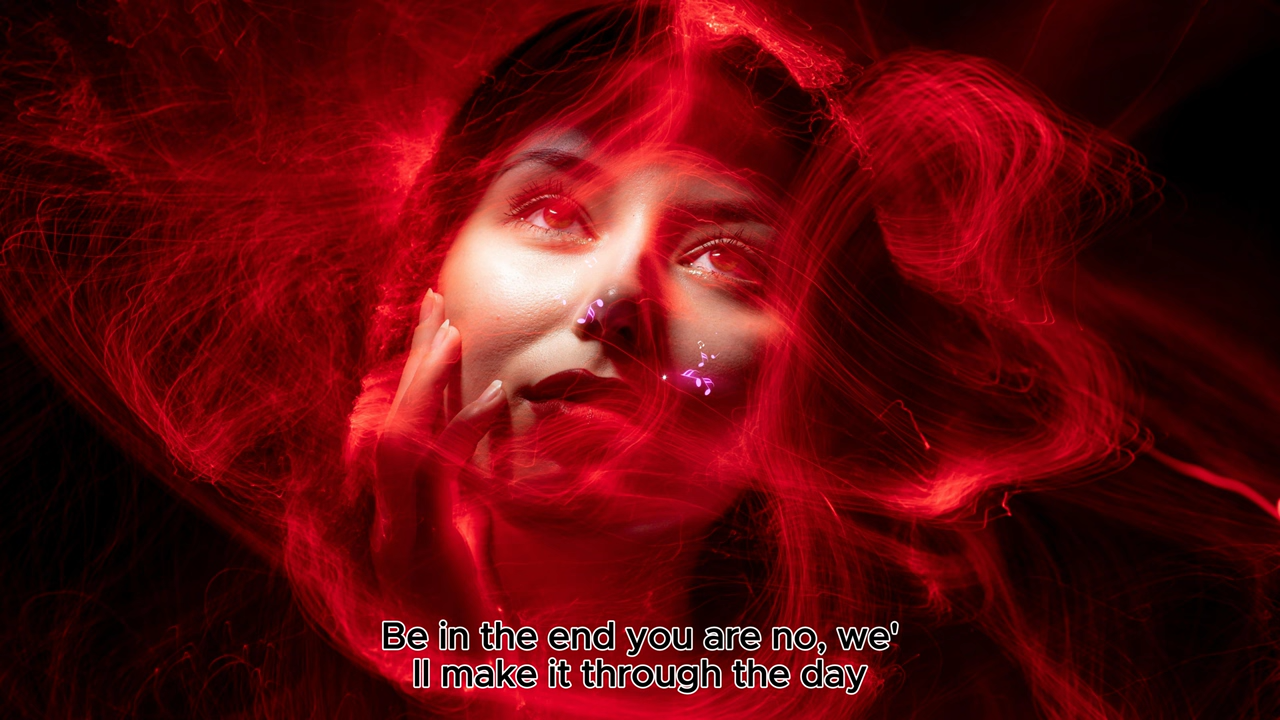 Be in the end you are no, we'
ll make it through the day